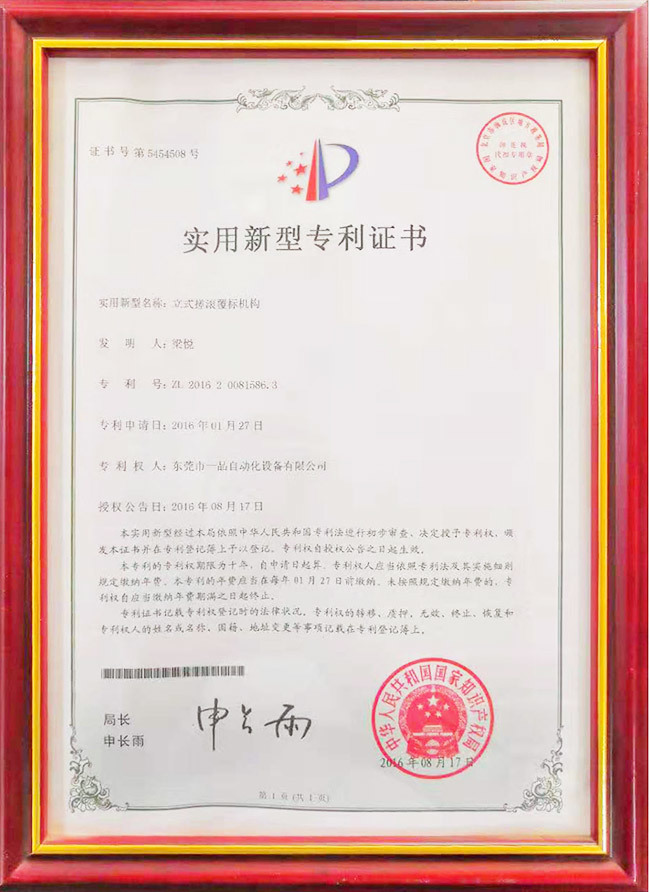 证书号第5454508号
实用新型专利证书
实用新型名称：立式搓滚覆标机构
发 明 人：梁悦
专 利 号：ZL 2016 2 0081586.3
专利申请日：2016年01月27日
专 利 权 人：东莞市一品自动化设备有限公司
授权公告日：2016年08月17日
本实用新型经过本局依照中华人民共和国专利法进行初步审查，决定授予专利权，颁
发本证书并在专利登记簿上予以登记。专利权自授权公告之日起生效。
本专利的专利权期限为十年，自申请日起算。专利权人应当依照专利法及其实施细则
规定缴纳年费。本专利的年费应当在每年01月27日前缴纳。未按照规定缴纳年费的，专
利权自应当缴纳年费期满之日起终止。
专利证书记载专利权登记时的法律状况。专利权的转移、质押、无效、终止、恢复和
专利权人的姓名或名称、国籍、地址变更等事项记载在专利登记簿上。
局长
申长雨
申长雨
中华人民共和国国家知识产权局
2016年08月17日
第1页(共1页)